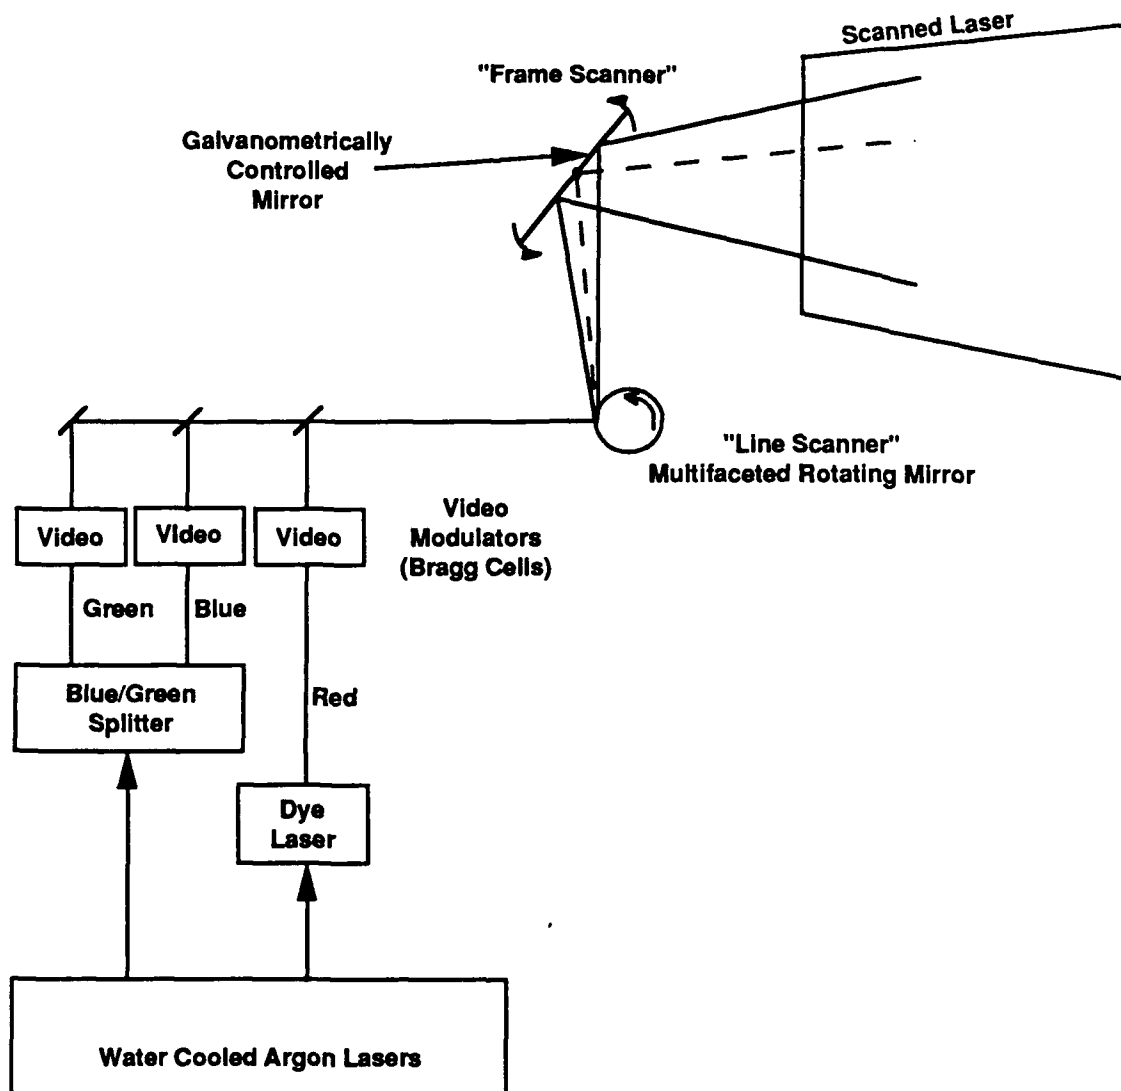 Scanned Laser
"Frame Scanner"
Galvanometrically
Controlled
Mirror
"Line Scanner"
Multifaceted Rotating Mirror
Video
Video
Video
Video
Modulators
(Bragg Cells)
Green
Blue
Blue/Green
Splitter
Red
Dye
Laser
Water Cooled Argon Lasers